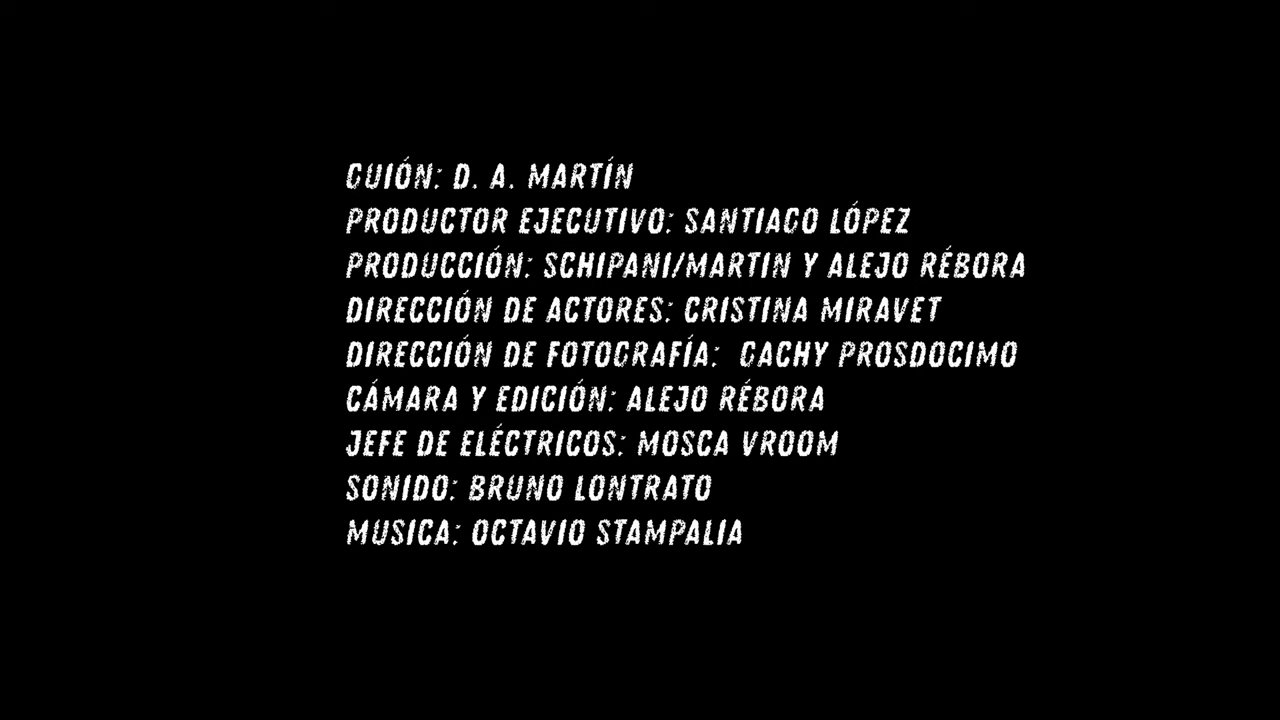 GUIÓN: D. A. MARTÍN
PRODUCTOR EJECUTIVO: SANTIAGO LÓPEZ
PRODUCCIÓN: SCHIPANI/MARTIN Y ALEJO RÉBORA
DIRECCIÓN DE ACTORES: CRISTINA MIRAVET
DIRECCIÓN DE FOTOGRAFÍA: CACHY PROSDOCIMO
CÁMARA Y EDICIÓN: ALEJO RÉBORA
JEFE DE ELÉCTRICOS: MOSCA VROOM
SONIDO: BRUNO LONTRATO
MUSICA: OCTAVIO STAMPALIA